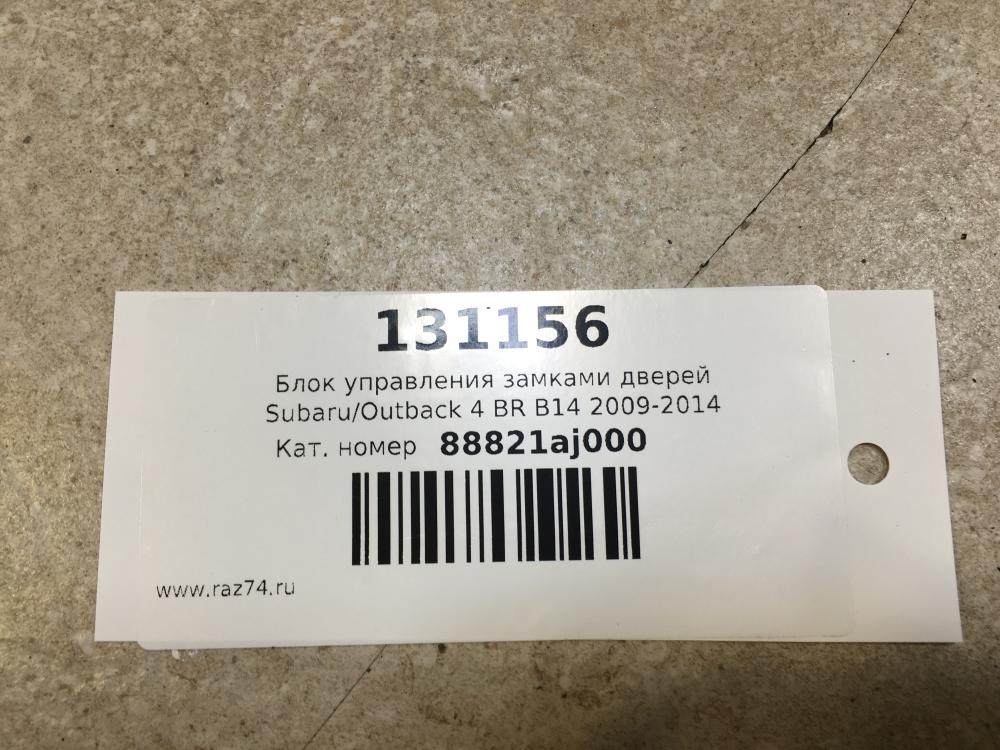 131156
Блок управления замками дверей
Subaru/Outback 4 BR B14 2009-2014
Кат. номер 88821aj000
www.raz74.ru